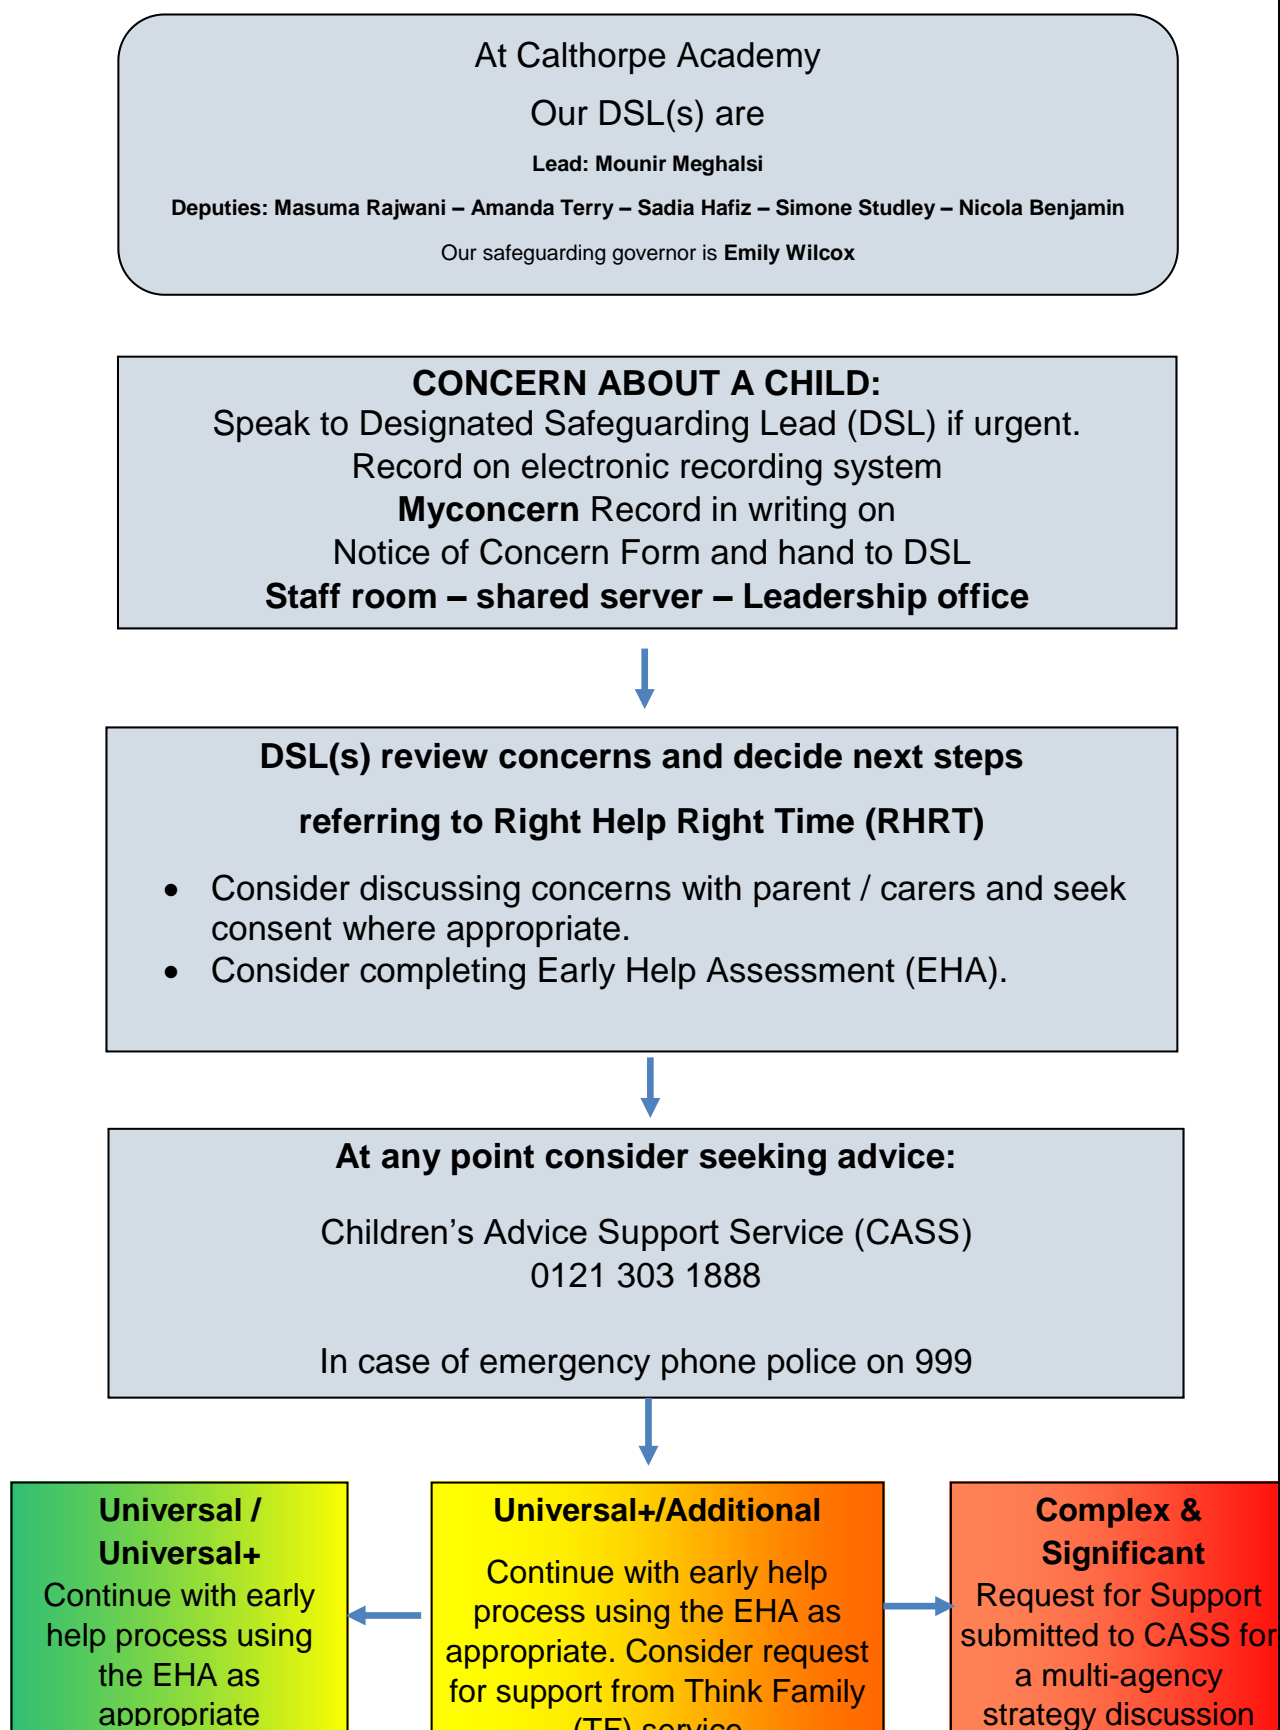 At Calthorpe Academy
Our DSL(s) are
Lead: Mounir Meghalsi
Deputies: Masuma Rajwani – Amanda Terry – Sadia Hafiz – Simone Studley – Nicola Benjamin
Our safeguarding governor is Emily Wilcox
CONCERN ABOUT A CHILD:
Speak to Designated Safeguarding Lead (DSL) if urgent.
Record on electronic recording system
Myconcern Record in writing on
Notice of Concern Form and hand to DSL
Staff room – shared server – Leadership office
DSL(s) review concerns and decide next steps
referring to Right Help Right Time (RHRT)
• Consider discussing concerns with parent / carers and seek
consent where appropriate.
• Consider completing Early Help Assessment (EHA).
At any point consider seeking advice:
Children’s Advice Support Service (CASS)
0121 303 1888
In case of emergency phone police on 999
Universal /
Universal+
Continue with early
help process using
the EHA as
appropriate
Universal+/Additional
Continue with early help
process using the EHA as
appropriate. Consider request
for support from Think Family
(TF) service
Complex &
Significant
Request for Support
submitted to CASS for
a multi-agency
strategy discussion